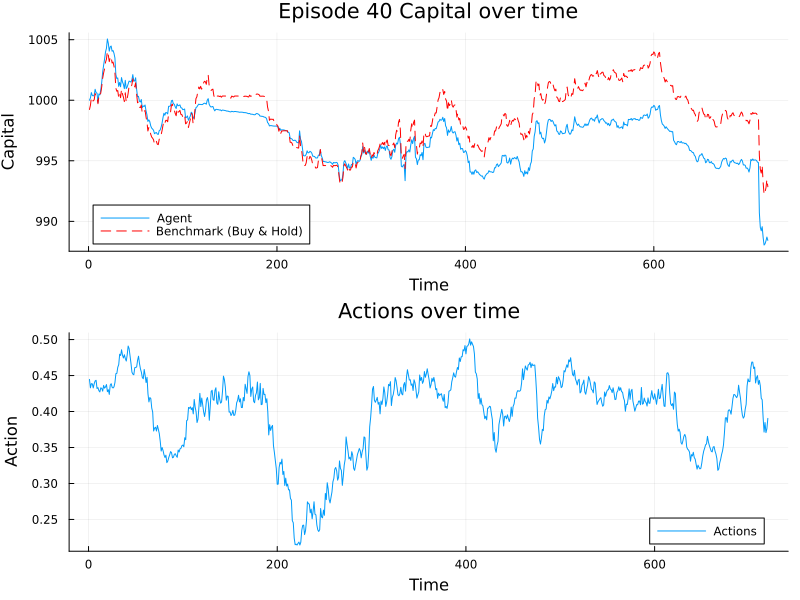 Episode 40 Capital over time
1005
1000
995
990
Capital
Agent
Benchmark (Buy & Hold)
0 200 400 600
Time
Actions over time
0.50
0.45
0.40
0.35
0.30
0.25
Action
Actions
0 200 400 600
Time